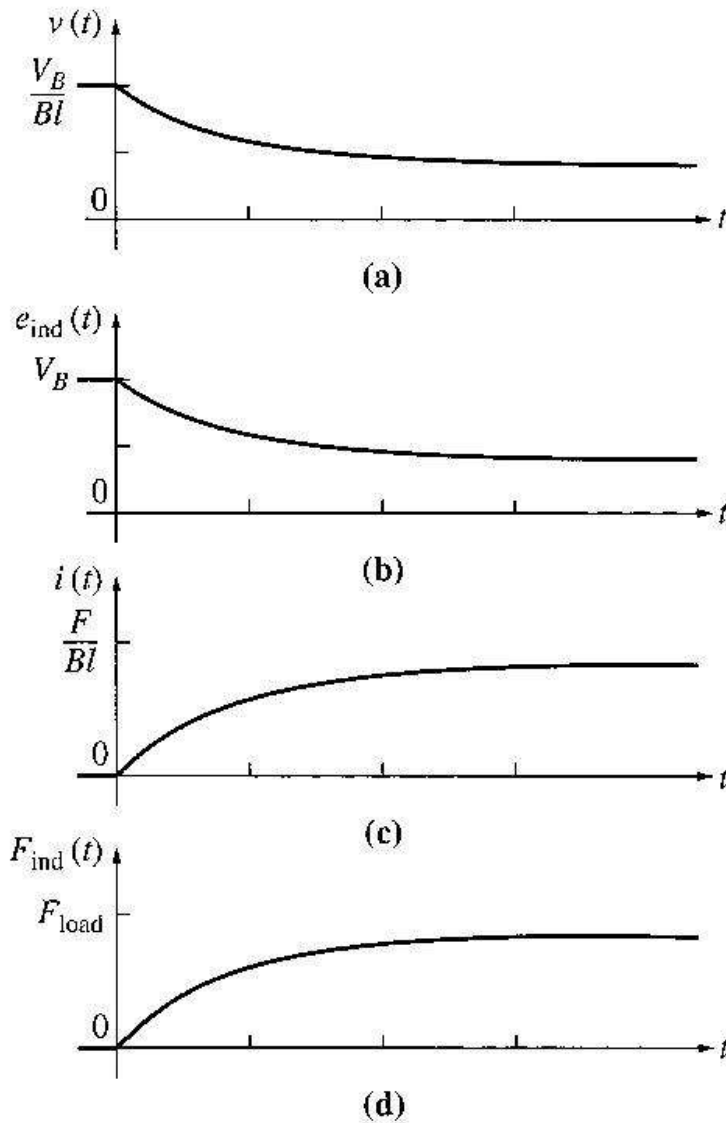 v(t)
V_B
Bl
0
t
(a)
e_ind(t)
V_B
0
t
(b)
i(t)
F
Bl
0
t
(c)
F_ind(t)
F_load
0
t
(d)